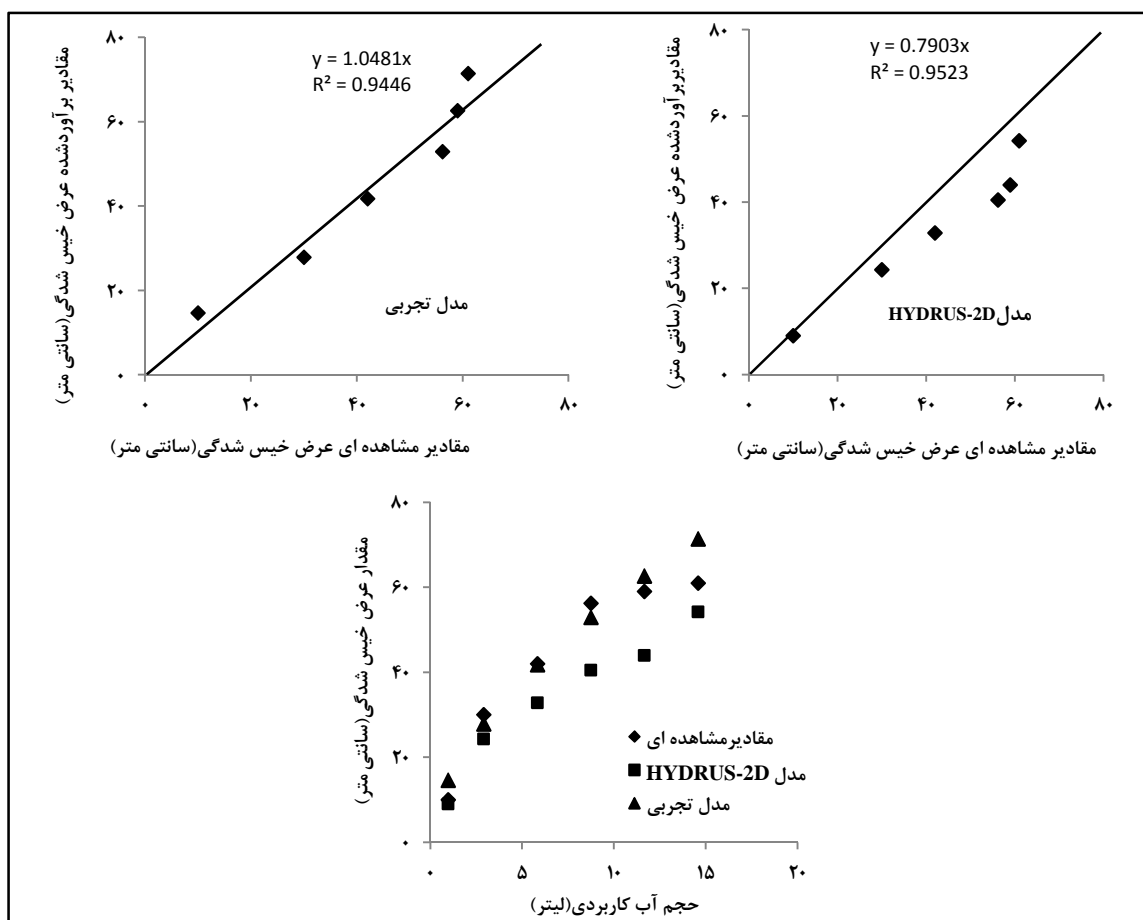 ۸۰
۶۰
۴۰
۲۰
۰
y = 1.0481x
R² = 0.9446
مدل تجربی
مقادیر برآوردشده عرض خیس شدگی(سانتی متر)
۰ ۲۰ ۴۰ ۶۰ ۸۰
مقادیر مشاهده ای عرض خیس شدگی(سانتی متر)
۸۰
۶۰
۴۰
۲۰
۰
y = 0.7903x
R² = 0.9523
مدلHYDRUS-2D
مقادیربرآوردشده عرض خیس شدگی(سانتی متر)
۰ ۲۰ ۴۰ ۶۰ ۸۰
مقادیر مشاهده ای عرض خیس شدگی(سانتی متر)
۸۰
۶۰
۴۰
۲۰
۰
مقدار عرض خیس شدگی(سانتی متر)
مقادیرمشاهده ای
مدل HYDRUS-2D
مدل تجربی
۰ ۵ ۱۰ ۱۵ ۲۰
حجم آب کاربردی(لیتر)